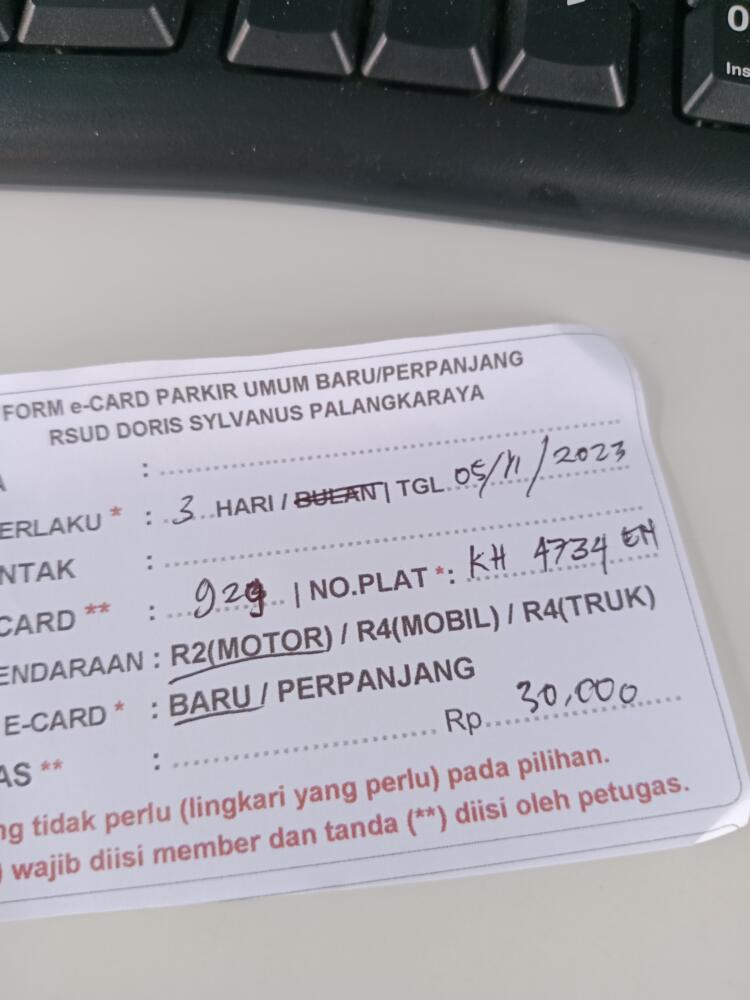 0
Ins
FORM e-CARD PARKIR UMUM BARU/PERPANJANG
RSUD DORIS SYLVANUS PALANGKARAYA
A : ........
ERLAKU * : 3 HARI / BULAN | TGL 05/11/2023
NTAK : ........
CARD ** : 929 | NO.PLAT *: KH 4734 EM
ENDARAAN : R2(MOTOR) / R4(MOBIL) / R4(TRUK)
E-CARD * : BARU / PERPANJANG
AS ** : ........ Rp 30,000
ng tidak perlu (lingkari yang perlu) pada pilihan.
) wajib diisi member dan tanda (**) diisi oleh petugas.